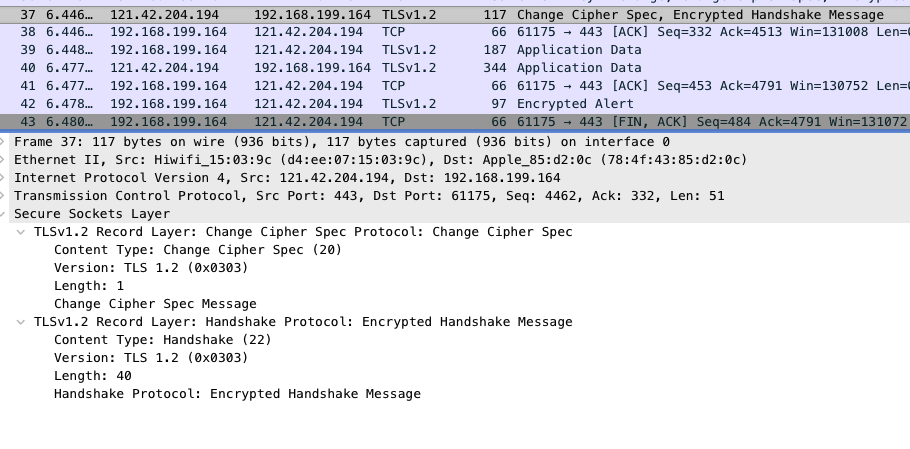 37 6.446… 121.42.204.194 192.168.199.164 TLSv1.2 117 Change Cipher Spec, Encrypted Handshake Message
38 6.446… 192.168.199.164 121.42.204.194 TCP 66 61175 → 443 [ACK] Seq=332 Ack=4513 Win=131008 Len=
39 6.448… 192.168.199.164 121.42.204.194 TLSv1.2 187 Application Data
40 6.477… 121.42.204.194 192.168.199.164 TLSv1.2 344 Application Data
41 6.477… 192.168.199.164 121.42.204.194 TCP 66 61175 → 443 [ACK] Seq=453 Ack=4791 Win=130752 Len=
42 6.478… 192.168.199.164 121.42.204.194 TLSv1.2 97 Encrypted Alert
43 6.480… 192.168.199.164 121.42.204.194 TCP 66 61175 → 443 [FIN, ACK] Seq=484 Ack=4791 Win=131072
Frame 37: 117 bytes on wire (936 bits), 117 bytes captured (936 bits) on interface 0
Ethernet II, Src: Hiwifi_15:03:9c (d4:ee:07:15:03:9c), Dst: Apple_85:d2:0c (78:4f:43:85:d2:0c)
Internet Protocol Version 4, Src: 121.42.204.194, Dst: 192.168.199.164
Transmission Control Protocol, Src Port: 443, Dst Port: 61175, Seq: 4462, Ack: 332, Len: 51
Secure Sockets Layer
TLSv1.2 Record Layer: Change Cipher Spec Protocol: Change Cipher Spec
Content Type: Change Cipher Spec (20)
Version: TLS 1.2 (0x0303)
Length: 1
Change Cipher Spec Message
TLSv1.2 Record Layer: Handshake Protocol: Encrypted Handshake Message
Content Type: Handshake (22)
Version: TLS 1.2 (0x0303)
Length: 40
Handshake Protocol: Encrypted Handshake Message